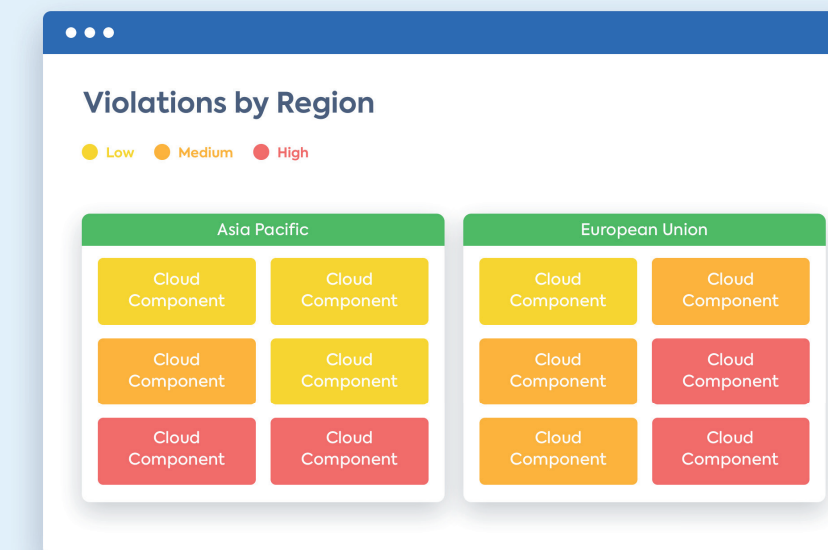 Violations by Region
Low Medium High
Asia Pacific
Cloud
Component
Cloud
Component
Cloud
Component
Cloud
Component
Cloud
Component
Cloud
Component
European Union
Cloud
Component
Cloud
Component
Cloud
Component
Cloud
Component
Cloud
Component
Cloud
Component